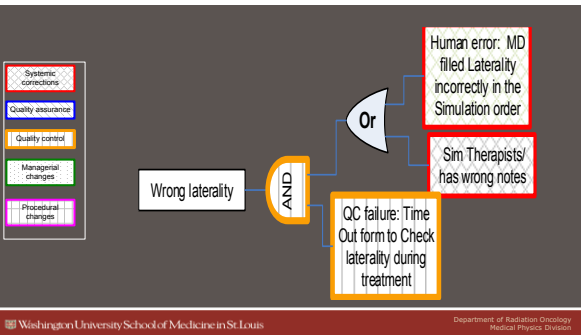 Systemic
corrections
Quality assurance
Quality control
Managerial
changes
Procedural
changes
Wrong laterality
AND
Or
Human error: MD
filled Laterality
incorrectly in the
Simulation order
Sim Therapists/
has wrong notes
QC failure: Time
Out form to Check
laterality during
treatment
Washington University School of Medicine in St. Louis
Department of Radiation Oncology
Medical Physics Division